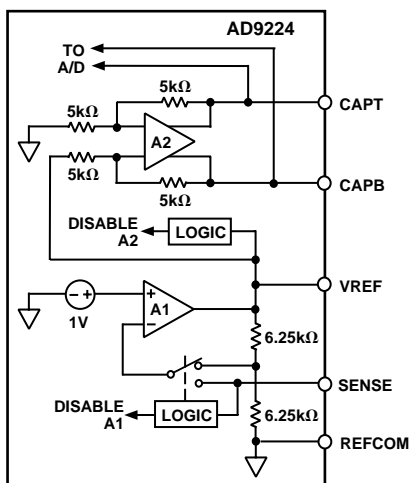 AD9224
TO
A/D
5kΩ
CAPT
5kΩ
A2
5kΩ
CAPB
5kΩ
DISABLE
A2
LOGIC
VREF
A1
1V
6.25kΩ
SENSE
DISABLE
A1
LOGIC
6.25kΩ
REFCOM